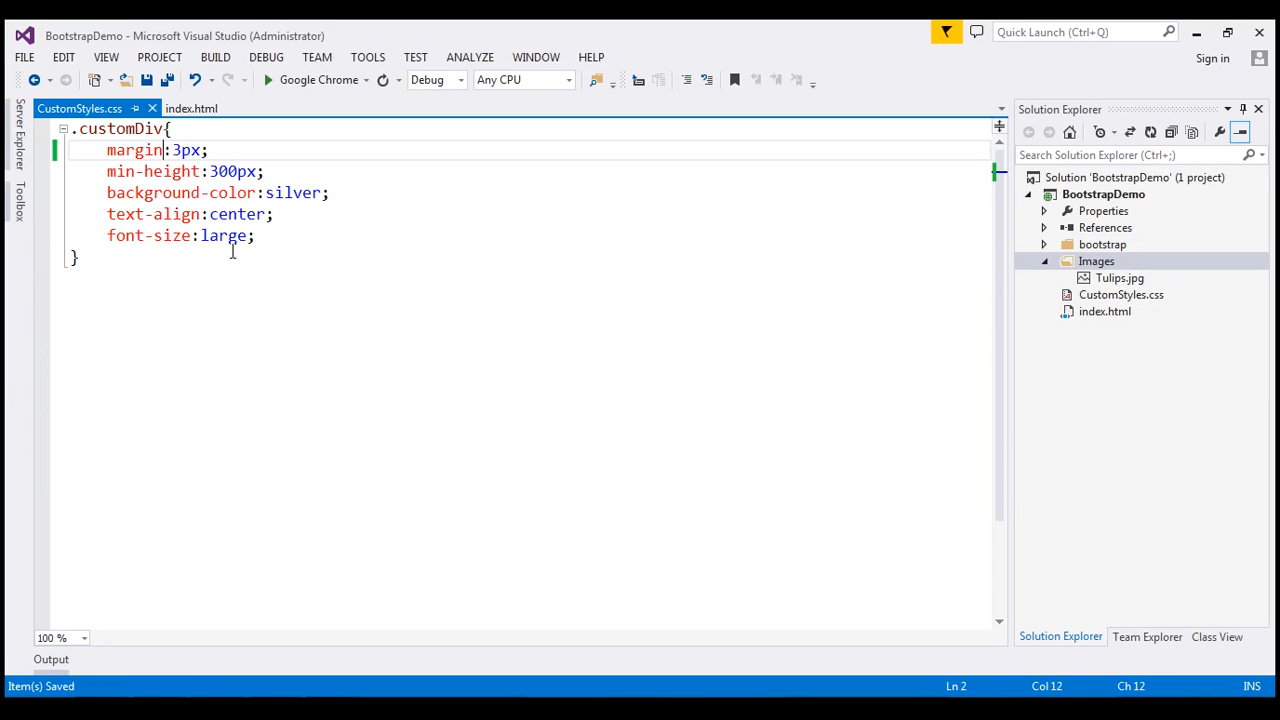 BootstrapDemo - Microsoft Visual Studio (Administrator)
Quick Launch (Ctrl+Q)
FILE EDIT VIEW PROJECT BUILD DEBUG TEAM TOOLS TEST ANALYZE WINDOW HELP
Sign in
Google Chrome Debug Any CPU
Server Explorer
Toolbox
CustomStyles.css index.html
.customDiv{
margin:3px;
min-height:300px;
background-color:silver;
text-align:center;
font-size:large;
}
100 %
Output
Solution Explorer
Search Solution Explorer (Ctrl+;)
Solution 'BootstrapDemo' (1 project)
BootstrapDemo
Properties
References
bootstrap
Images
Tulips.jpg
CustomStyles.css
index.html
Solution Explorer Team Explorer Class View
Item(s) Saved Ln 2 Col 12 Ch 12 INS